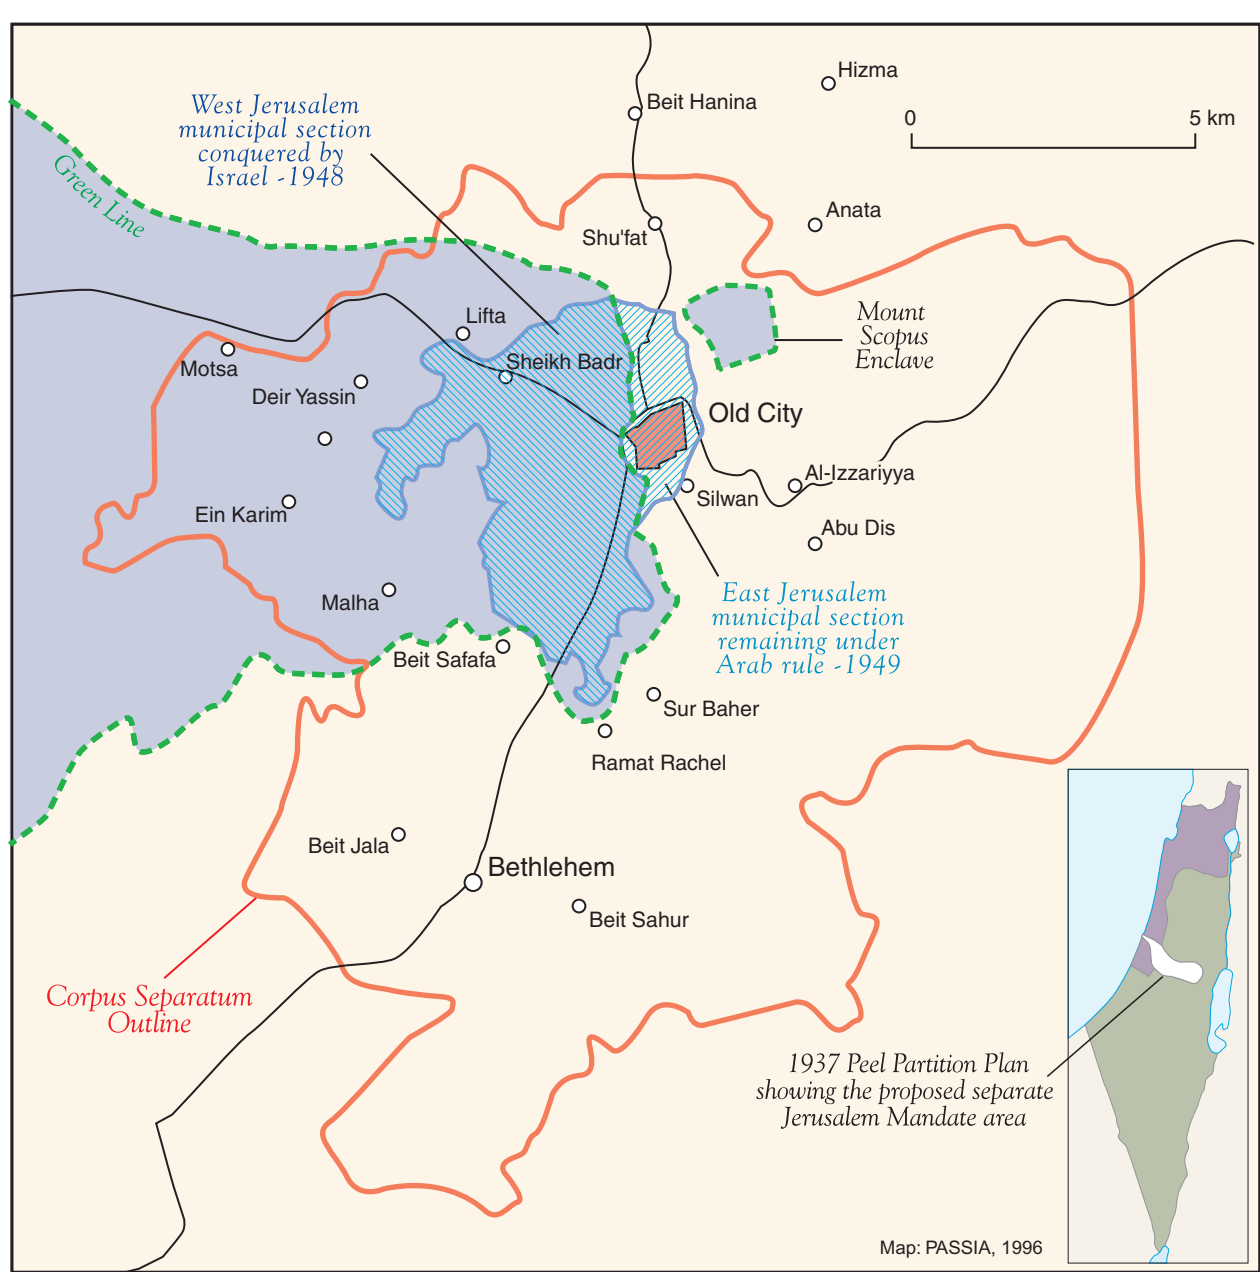 Hizma
Beit Hanina
West Jerusalem
municipal section
conquered by
Israel -1948
0
5 km
Green Line
Anata
Shu'fat
Lifta
Mount
Scopus
Enclave
Motsa
Sheikh Badr
Deir Yassin
Old City
Al-Izzariyya
Silwan
Ein Karim
Abu Dis
Malha
East Jerusalem
municipal section
remaining under
Arab rule -1949
Beit Safafa
Sur Baher
Ramat Rachel
Beit Jala
Bethlehem
Beit Sahur
Corpus Separatum
Outline
1937 Peel Partition Plan
showing the proposed separate
Jerusalem Mandate area
Map: PASSIA, 1996